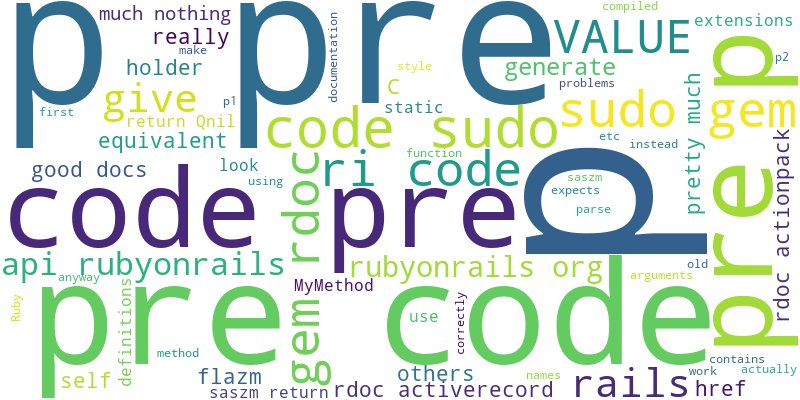 p
pre
much nothing
really
make
holder
documentation
compiled
VALUE
extensions
p
p2
generate
problems
style
C
static
give
p1
first
return Qnil
equivalent
code sudo
sudo gem
etc
instead
function
good docs
look
using
ri code
gem rdoc
saszm
expects
parse
p
pretty much
pre
rdoc actionpack
code
pre
api rubyonrails
rubyonrails org
old
anyway
MyMethod
arguments
Ruby
definitions
pre code
use
correctly
method
self
flazm
others
saszm return
rdoc activerecord
names
rails
work
contains
actually
href